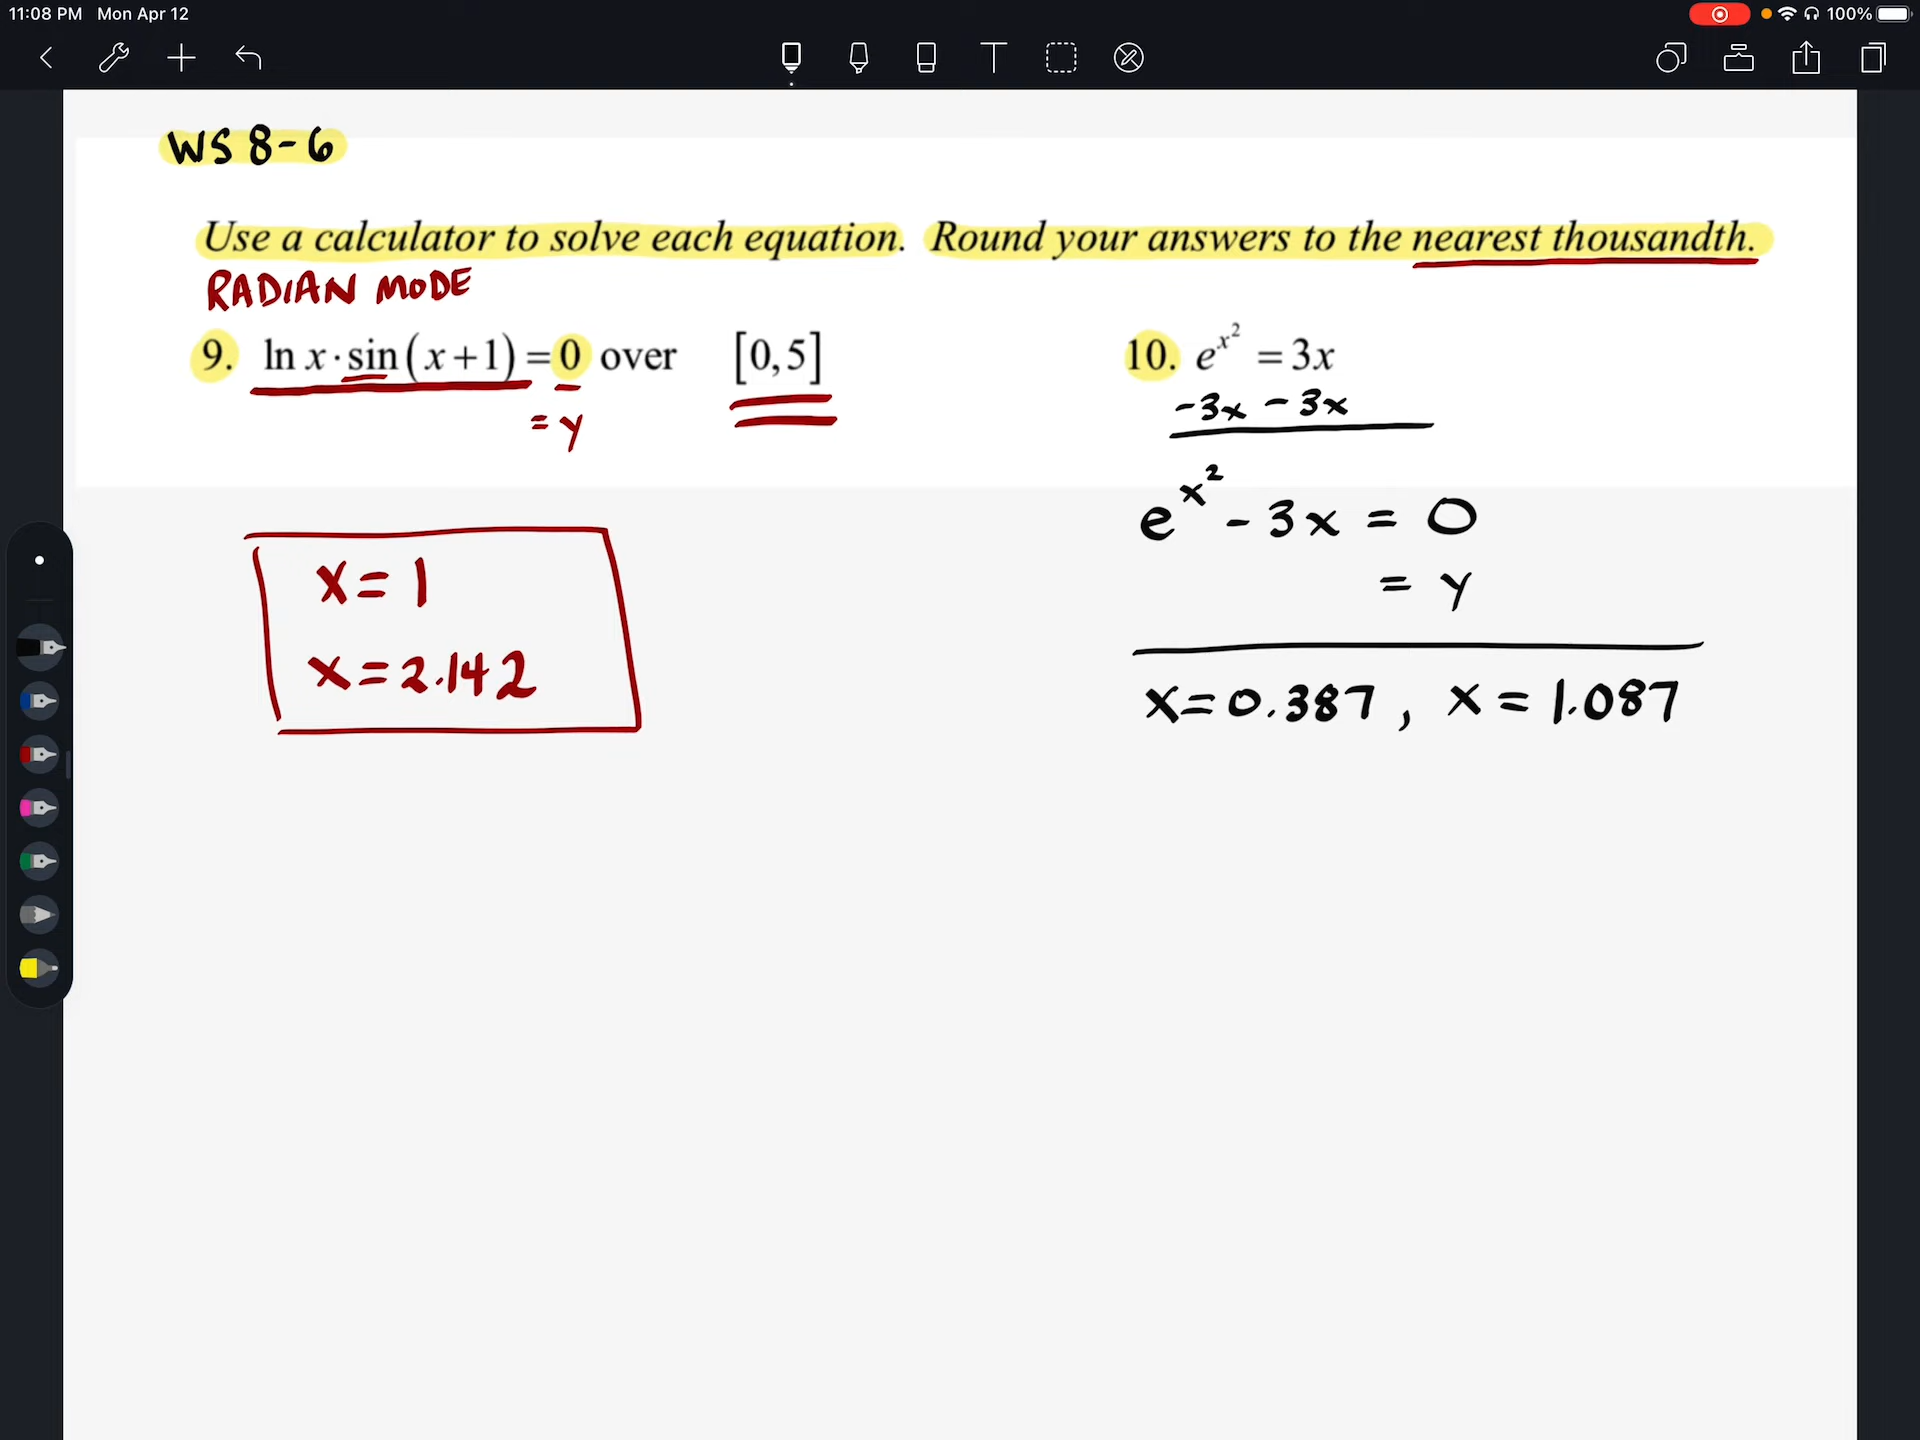 11:08 PM Mon Apr 12
100%
WS 8-6
Use a calculator to solve each equation. Round your answers to the nearest thousandth.
RADIAN MODE
9. ln x · sin(x+1) = 0 over [0,5]
= y
x = 1
x = 2.142
10. e^{x^2} = 3x
-3x -3x
e^{x^2} - 3x = 0
= y
x = 0.387, x = 1.087